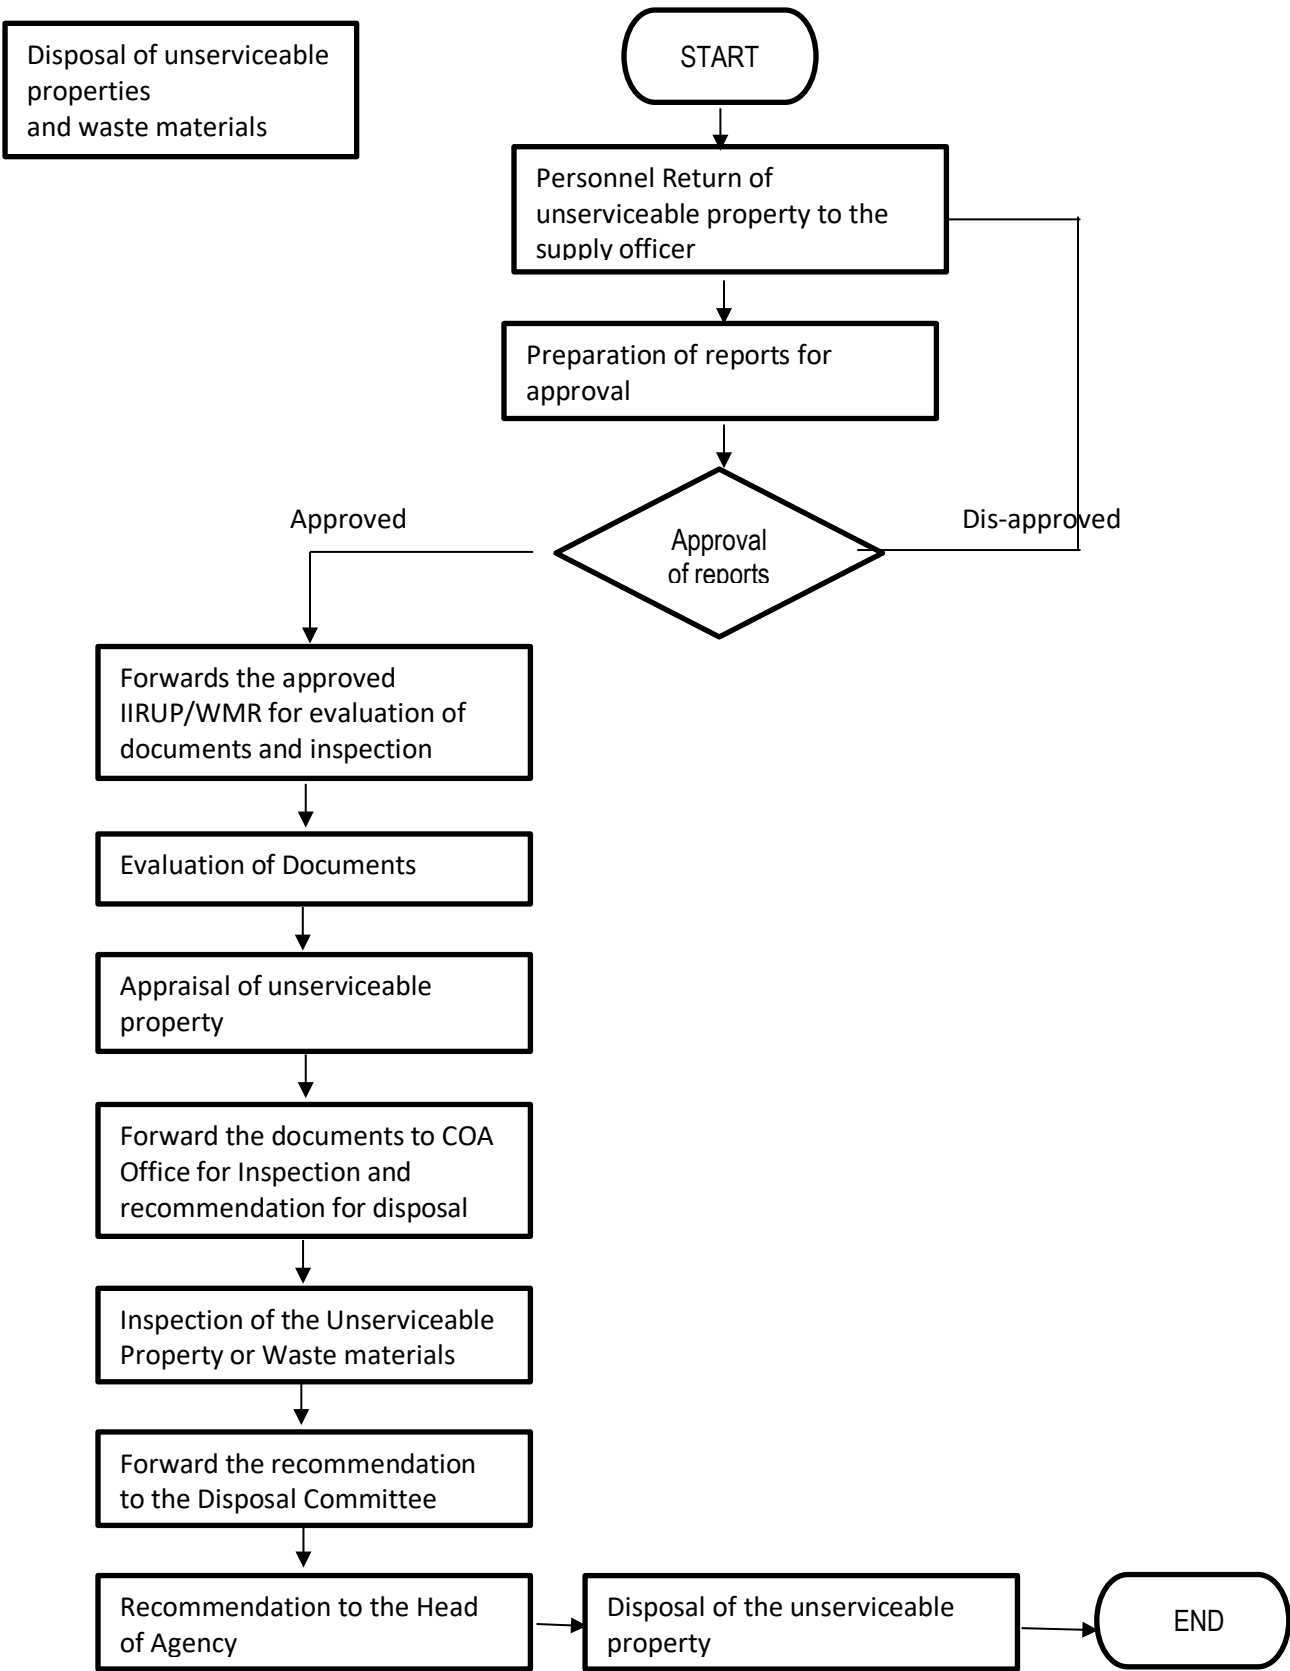 Disposal of unserviceable
properties
and waste materials
START
Personnel Return of
unserviceable property to the
supply officer
Preparation of reports for
approval
Approved
Approval
of reports
Dis-approved
Forwards the approved
IIRUP/WMR for evaluation of
documents and inspection
Evaluation of Documents
Appraisal of unserviceable
property
Forward the documents to COA
Office for Inspection and
recommendation for disposal
Inspection of the Unserviceable
Property or Waste materials
Forward the recommendation
to the Disposal Committee
Recommendation to the Head
of Agency
Disposal of the unserviceable
property
END